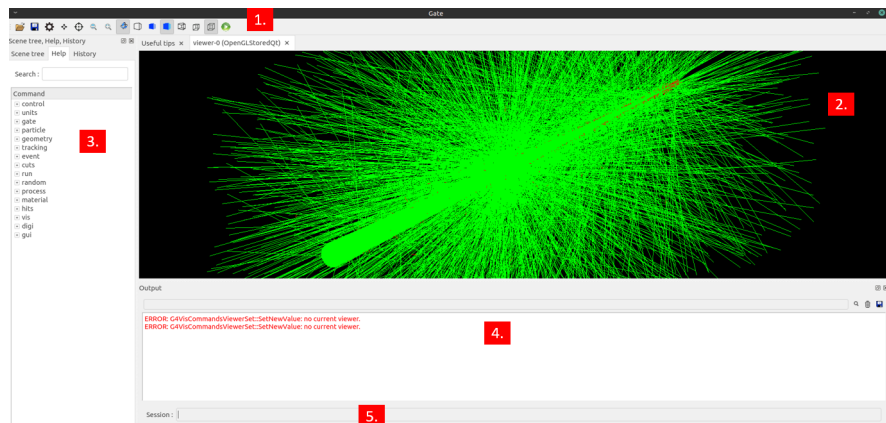 Gate
1.
Scene tree, Help, History
Useful tips ×
viewer-0 (OpenGLStoredQt) ×
Scene tree
Help
History
Search :
Command
control
units
gate
particle
geometry
tracking
event
cuts
run
random
process
material
hits
vis
digi
gui
2.
3.
Output
ERROR: G4VisCommandsViewerSet::SetNewValue: no current viewer.
ERROR: G4VisCommandsViewerSet::SetNewValue: no current viewer.
4.
Session :
5.